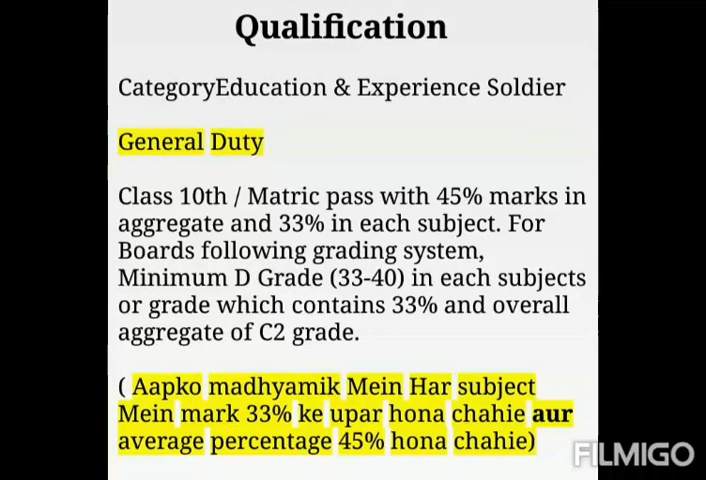 Qualification
CategoryEducation & Experience Soldier
General Duty
Class 10th / Matric pass with 45% marks in
aggregate and 33% in each subject. For
Boards following grading system,
Minimum D Grade (33-40) in each subjects
or grade which contains 33% and overall
aggregate of C2 grade.
( Aapko madhyamik Mein Har subject
Mein mark 33% ke upar hona chahie aur
average percentage 45% hona chahie)
FILMIGO